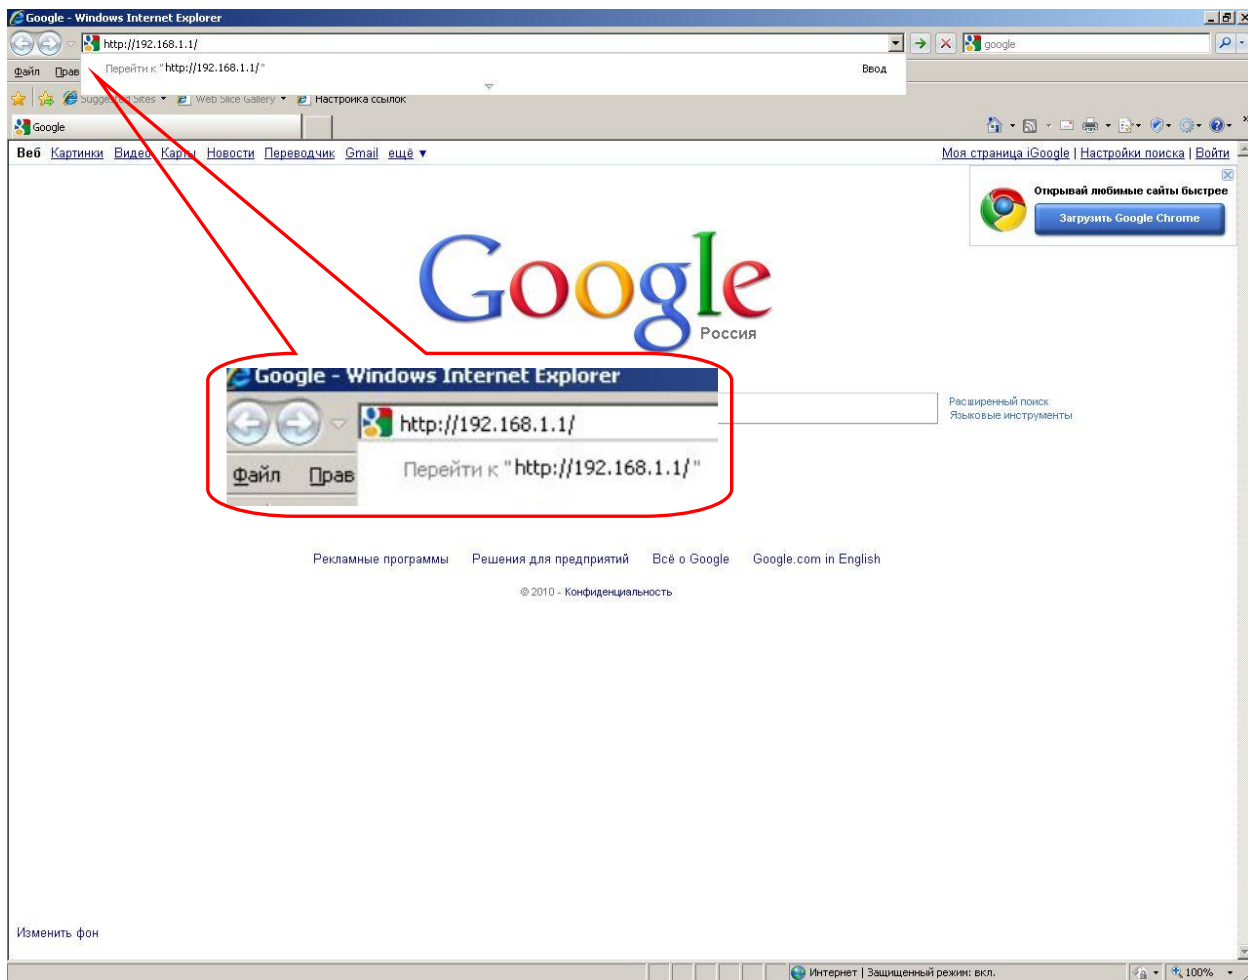 Google - Windows Internet Explorer
http://192.168.1.1/
google
Файл Прав
Перейти к "http://192.168.1.1/" Ввод
Suggested Sites Web Slice Gallery Настройка ссылок
Google
Веб Картинки Видео Карты Новости Переводчик Gmail ещё ▼
Моя страница iGoogle | Настройки поиска | Войти
Открывай любимые сайты быстрее
Загрузить Google Chrome
Google
Россия
Google - Windows Internet Explorer
http://192.168.1.1/
Файл Прав
Перейти к "http://192.168.1.1/"
Расширенный поиск
Языковые инструменты
Рекламные программы Решения для предприятий Всё о Google Google.com in English
© 2010 - Конфиденциальность
Изменить фон
Интернет | Защищенный режим: вкл. 100%